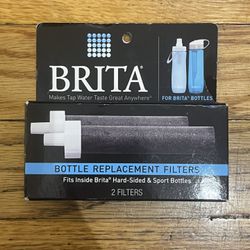 BRITA®
Makes Tap Water Taste Great Anywhere®
FOR BRITA® BOTTLES
BOTTLE REPLACEMENT FILTERS
Fits Inside Brita® Hard-Sided & Sport Bottles
2 FILTERS